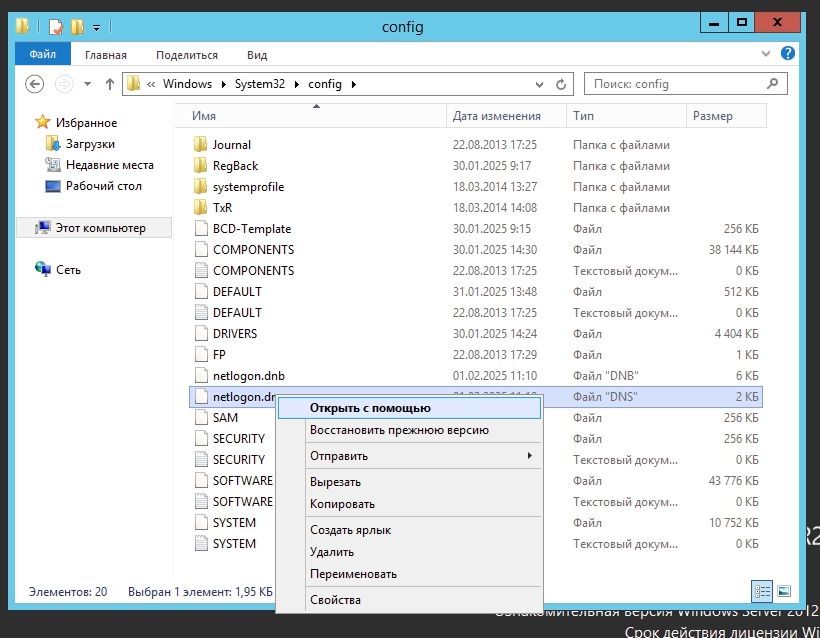 config
Файл Главная Поделиться Вид
« Windows System32 config
Поиск: config
Избранное
Загрузки
Недавние места
Рабочий стол
Этот компьютер
Сеть
Имя Дата изменения Тип Размер
Journal 22.08.2013 17:25 Папка с файлами
RegBack 30.01.2025 9:17 Папка с файлами
systemprofile 18.03.2014 13:27 Папка с файлами
TxR 18.03.2014 14:08 Папка с файлами
BCD-Template 30.01.2025 9:15 Файл 256 КБ
COMPONENTS 30.01.2025 14:30 Файл 38 144 КБ
COMPONENTS 22.08.2013 17:25 Текстовый докум... 0 КБ
DEFAULT 31.01.2025 13:48 Файл 512 КБ
DEFAULT 22.08.2013 17:25 Текстовый докум... 0 КБ
DRIVERS 30.01.2025 14:24 Файл 4 404 КБ
FP 22.08.2013 17:29 Файл 1 КБ
netlogon.dnb 01.02.2025 11:10 Файл "DNB" 6 КБ
netlogon.dn Файл "DNS" 2 КБ
SAM Файл 256 КБ
SECURITY Файл 256 КБ
SECURITY Текстовый докум... 0 КБ
SOFTWARE Файл 43 776 КБ
SOFTWARE Текстовый докум... 0 КБ
SYSTEM Файл 10 752 КБ
SYSTEM Текстовый докум... 0 КБ
Открыть с помощью
Восстановить прежнюю версию
Отправить
Вырезать
Копировать
Создать ярлык
Удалить
Переименовать
Свойства
Элементов: 20 Выбран 1 элемент: 1,95 КБ
R2
Ознакомительная версия Windows Server 2012
Срок действия лицензии Wi